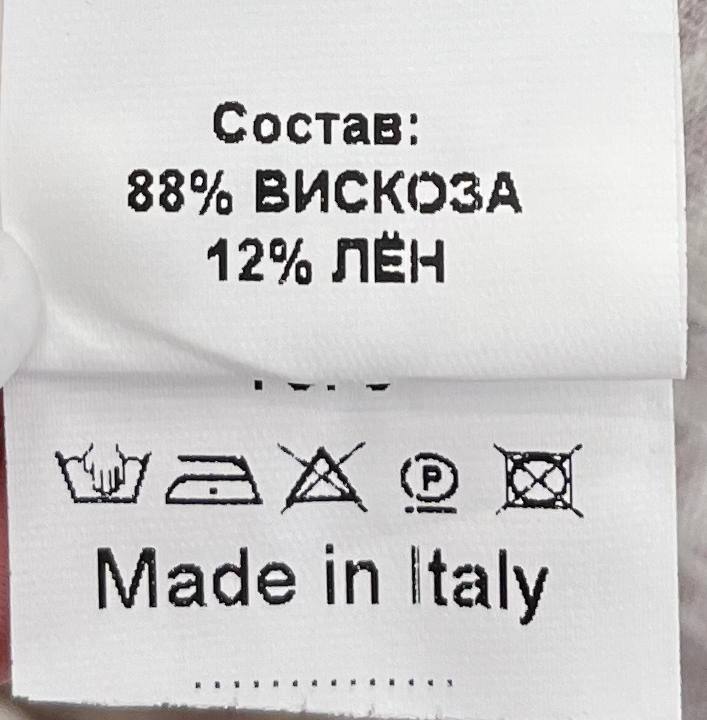 Состав:
88% ВИСКОЗА
12% ЛЁН
P
Made in Italy